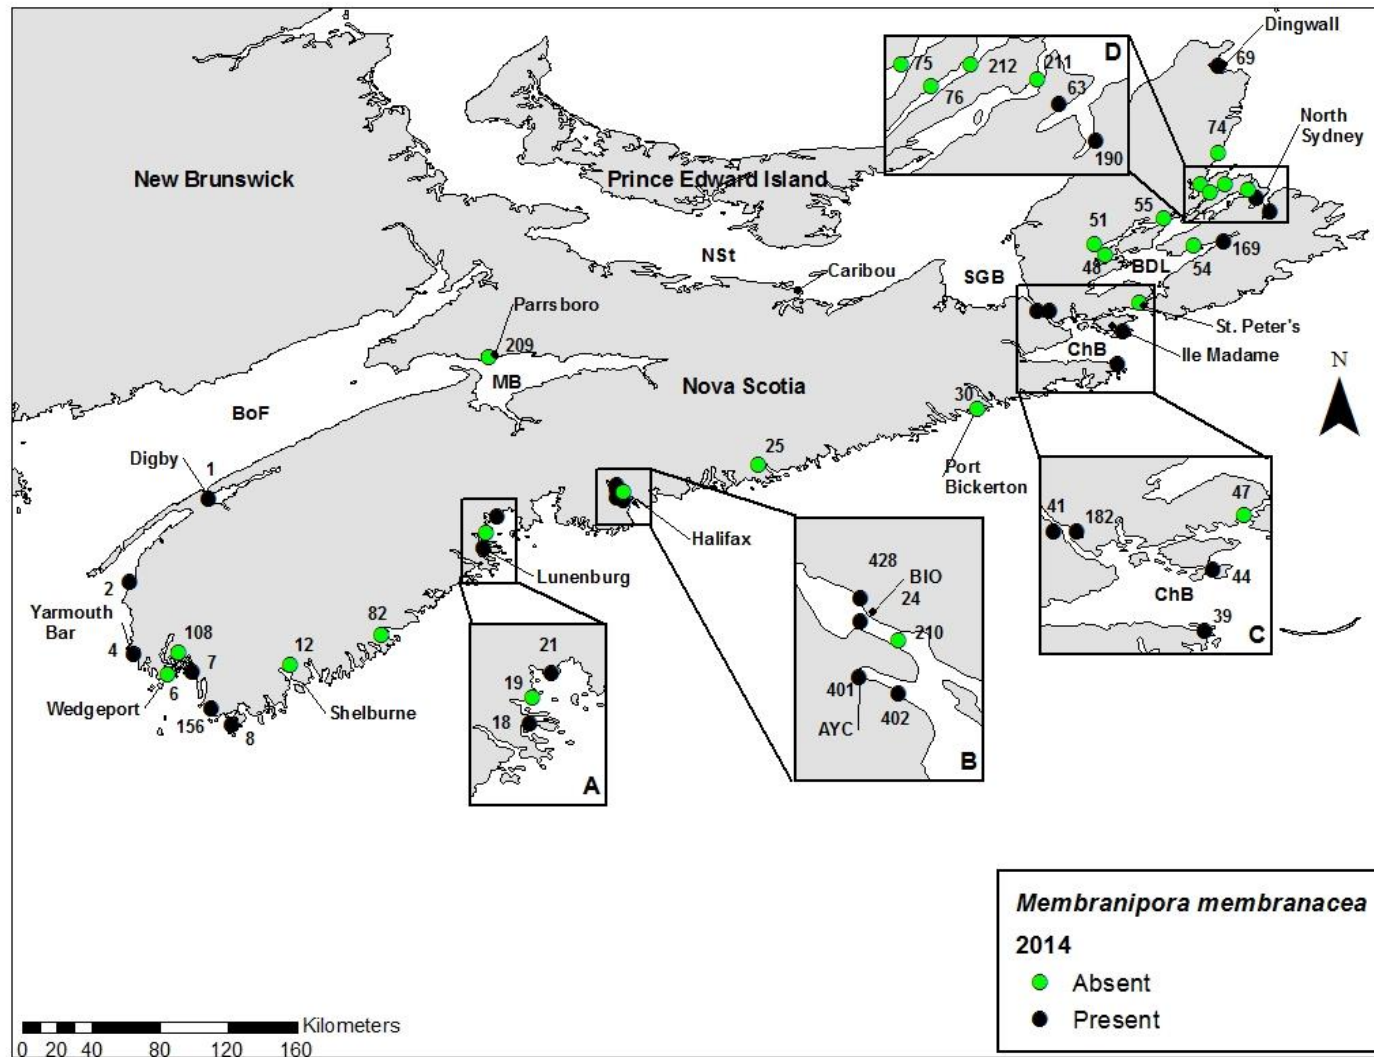 Dingwall
D
75
212
211
69
63
76
North
Sydney
74
190
New Brunswick
Prince Edward Island
55
212
51
169
NSt
48
BDL
54
Caribou
SGB
Parrsboro
St. Peter's
209
Ile Madame
ChB
MB
N
Nova Scotia
BoF
30
25
Digby
1
Port
Bickerton
47
41
182
Halifax
Lunenburg
2
428
BIO
24
44
ChB
Yarmouth
Bar
82
108
12
210
39
C
4
7
21
6
19
401
Wedgeport
Shelburne
402
156
8
18
AYC
B
A
Membranipora membranacea
2014
Absent
Present
Kilometers
0 20 40 80 120 160